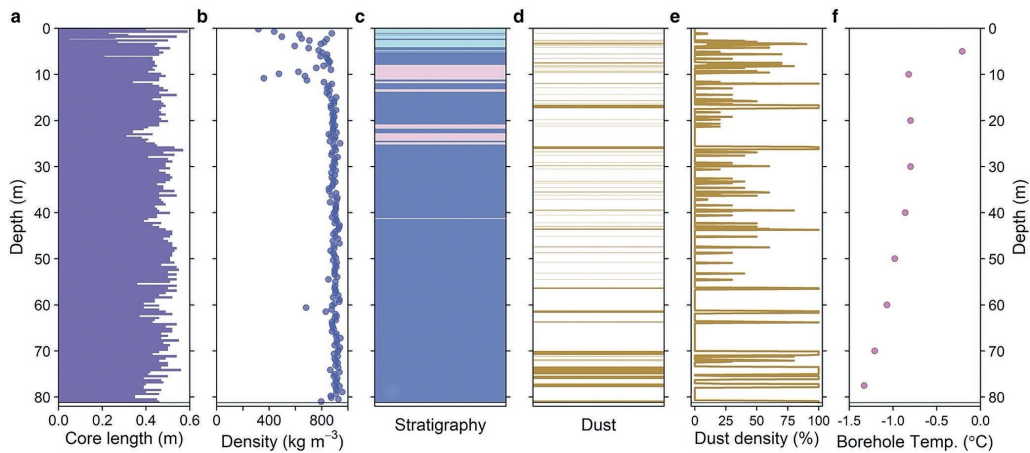 a b c d e f
0 0
10 10
20 20
30 30
40 40
50 50
60 60
70 70
80 80
Depth (m) Depth (m)
0.0 0.2 0.4 0.6 0 400 800 0 25 50 75 100 -1.5 -1.0 -0.5 0.0
Core length (m) Density (kg m⁻³) Stratigraphy Dust Dust density (%) Borehole Temp. (°C)